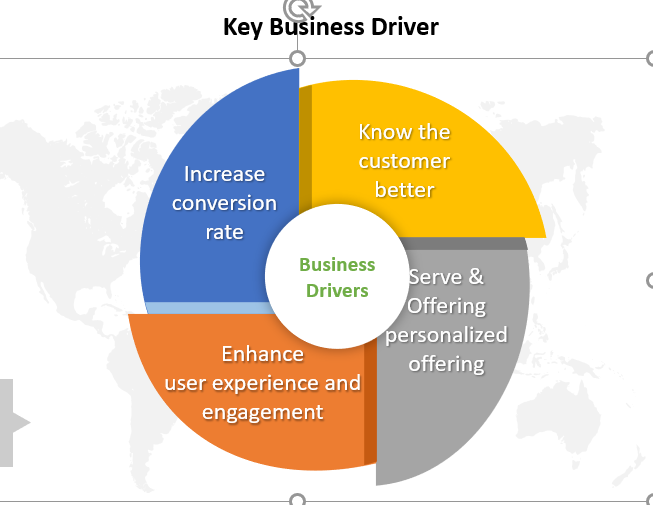 Key Business Driver
Increase
conversion
rate
Know the
customer
better
Business
Drivers
Serve &
Offering
personalized
offering
Enhance
user experience and
engagement